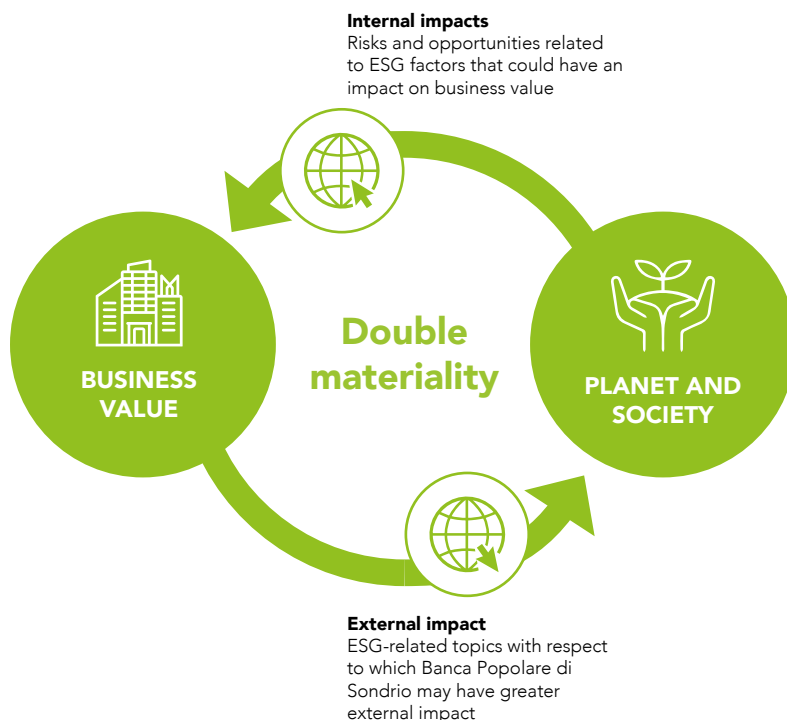 Internal impacts
Risks and opportunities related
to ESG factors that could have an
impact on business value
Double
materiality
BUSINESS
VALUE
PLANET AND
SOCIETY
External impact
ESG-related topics with respect
to which Banca Popolare di
Sondrio may have greater
external impact